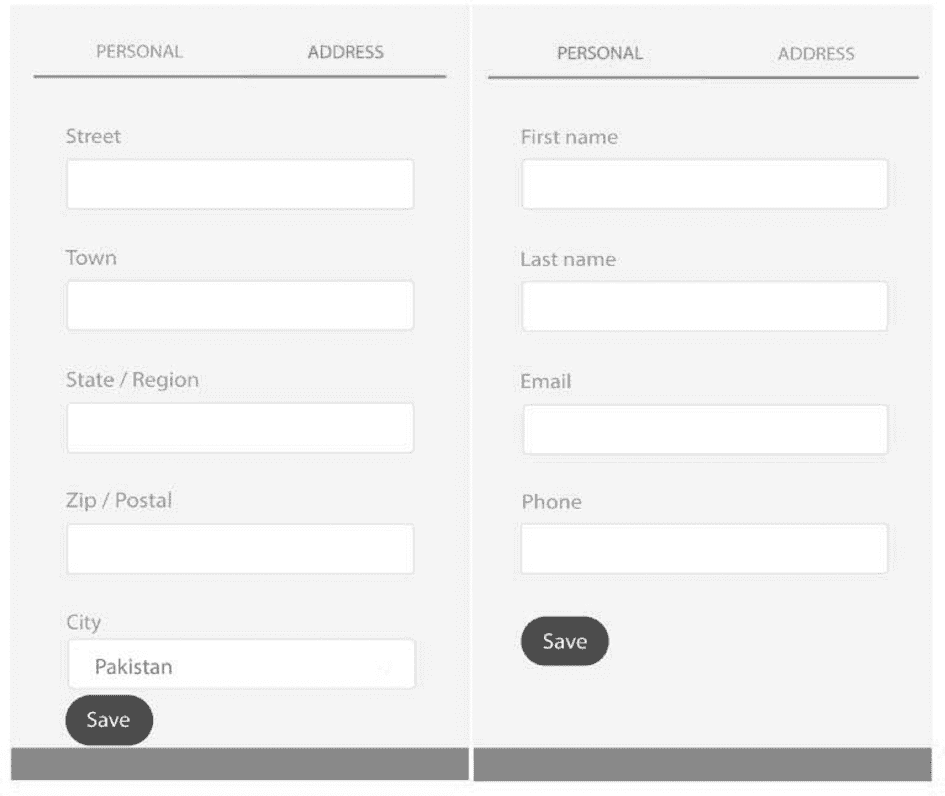 PERSONAL ADDRESS
Street
Town
State / Region
Zip / Postal
City
Pakistan
Save
PERSONAL ADDRESS
First name
Last name
Email
Phone
Save